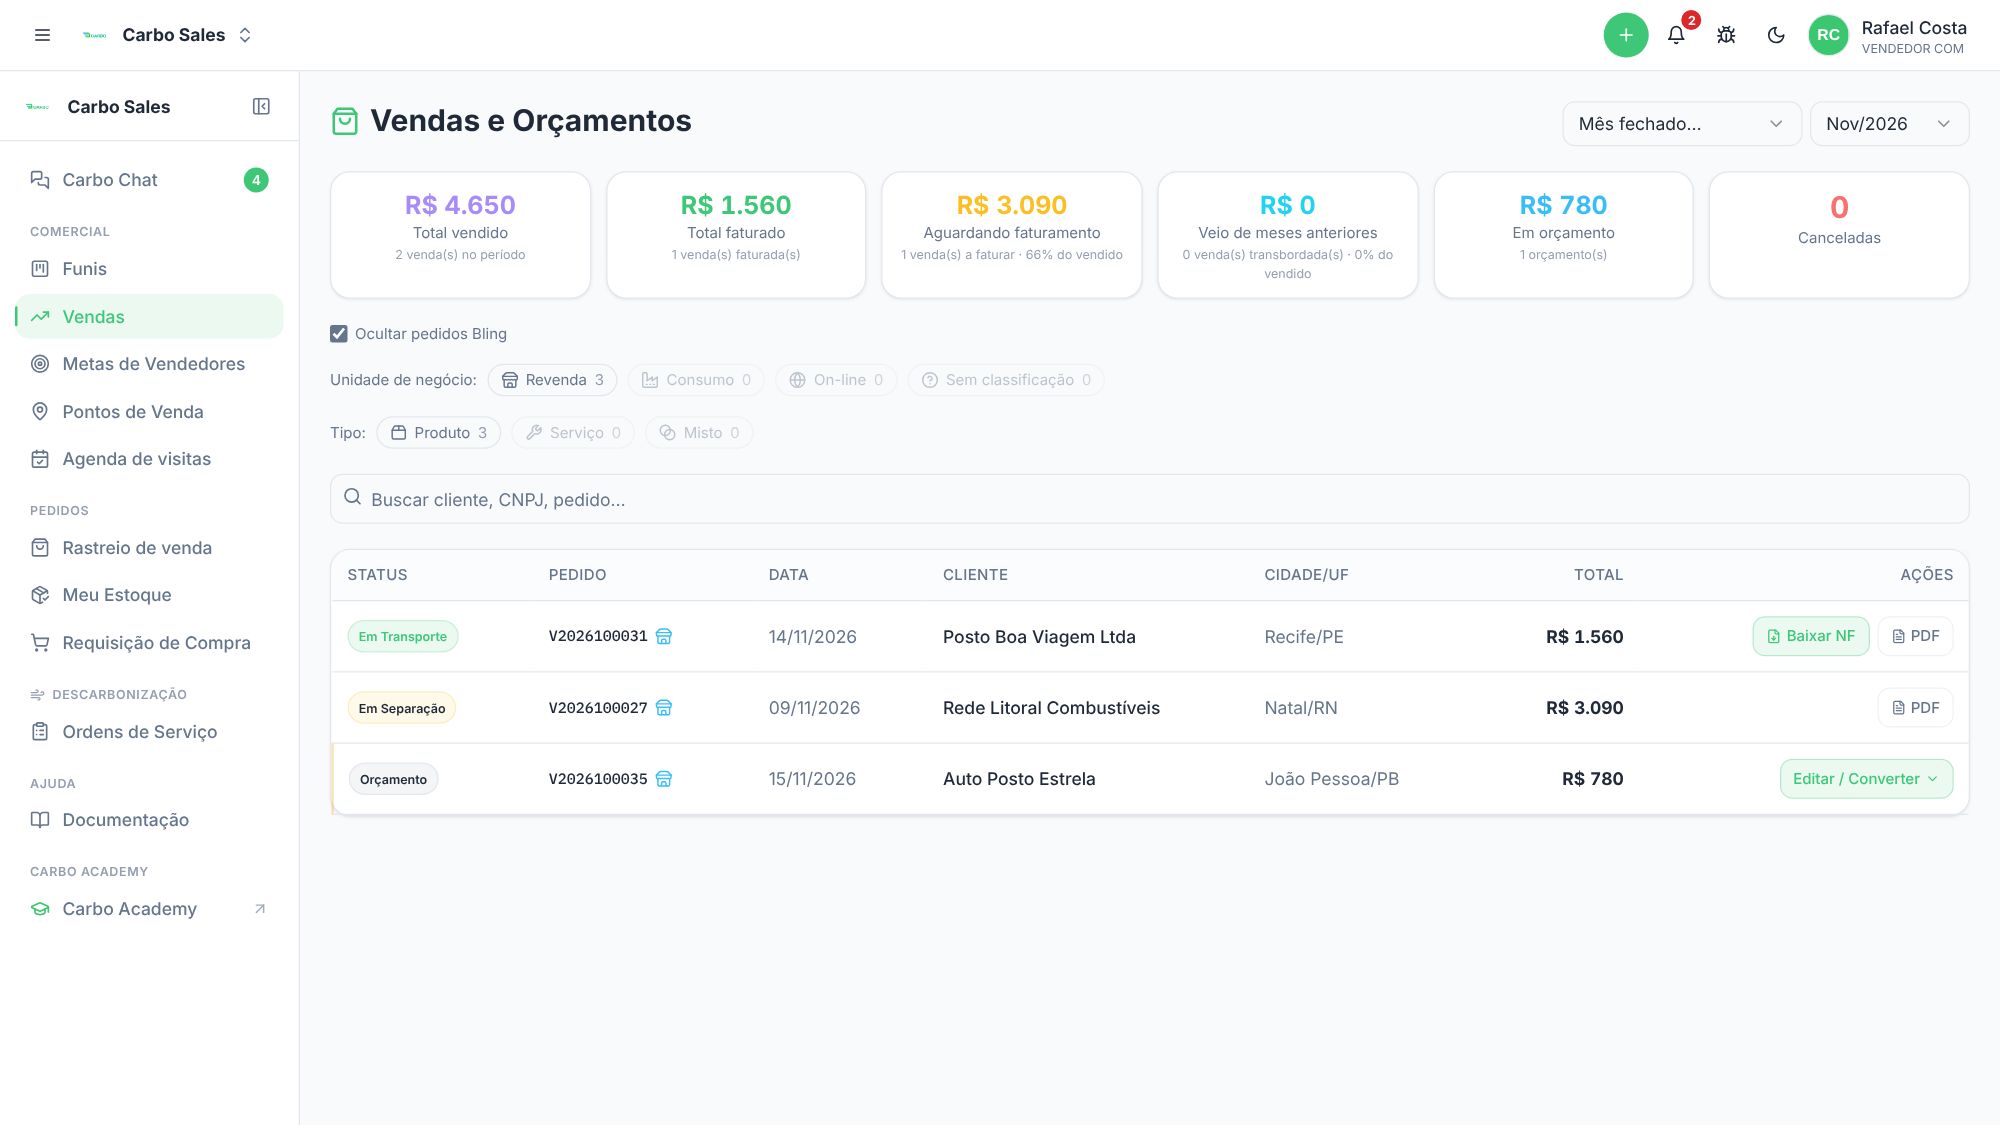 Carbo Sales
2
RC
Rafael Costa
VENDEDOR COM
Carbo Sales
Carbo Chat 4
COMERCIAL
Funis
Vendas
Metas de Vendedores
Pontos de Venda
Agenda de visitas
PEDIDOS
Rastreio de venda
Meu Estoque
Requisição de Compra
DESCARBONIZAÇÃO
Ordens de Serviço
AJUDA
Documentação
CARBO ACADEMY
Carbo Academy
Vendas e Orçamentos
Mês fechado...
Nov/2026
R$ 4.650
Total vendido
2 venda(s) no período
R$ 1.560
Total faturado
1 venda(s) faturada(s)
R$ 3.090
Aguardando faturamento
1 venda(s) a faturar · 66% do vendido
R$ 0
Veio de meses anteriores
0 venda(s) transbordada(s) · 0% do
vendido
R$ 780
Em orçamento
1 orçamento(s)
0
Canceladas
Ocultar pedidos Bling
Unidade de negócio: Revenda 3 Consumo 0 On-line 0 Sem classificação 0
Tipo: Produto 3 Serviço 0 Misto 0
Buscar cliente, CNPJ, pedido...
STATUS PEDIDO DATA CLIENTE CIDADE/UF TOTAL AÇÕES
Em Transporte V2026100031 14/11/2026 Posto Boa Viagem Ltda Recife/PE R$ 1.560 Baixar NF PDF
Em Separação V2026100027 09/11/2026 Rede Litoral Combustíveis Natal/RN R$ 3.090 PDF
Orçamento V2026100035 15/11/2026 Auto Posto Estrela João Pessoa/PB R$ 780 Editar / Converter